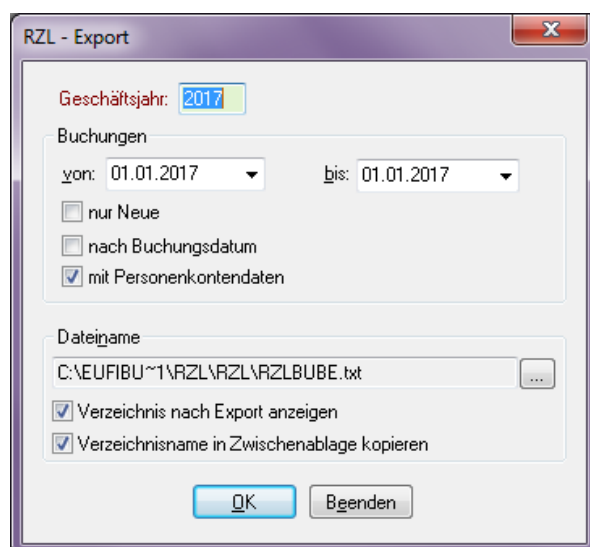 RZL - Export
Geschäftsjahr: 2017
Buchungen
von: 01.01.2017 bis: 01.01.2017
nur Neue
nach Buchungsdatum
mit Personenkontendaten
Dateiname
C:\EUFIBU~1\RZL\RZL\RZLBUBE.txt ...
Verzeichnis nach Export anzeigen
Verzeichnisname in Zwischenablage kopieren
OK Beenden